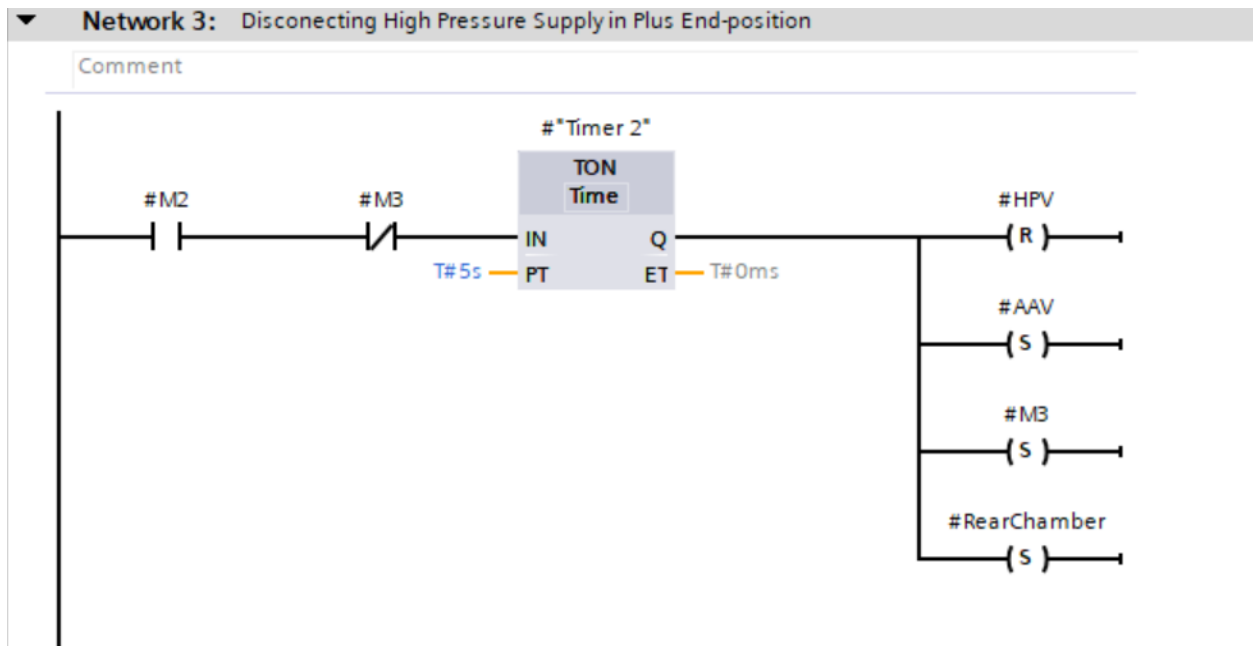 Network 3: Disconecting High Pressure Supply in Plus End-position
Comment
#"Timer 2"
TON
Time
#M2 #M3 #HPV
R
IN Q
T#5s PT ET T#0ms
#AAV
S
#M3
S
#RearChamber
S